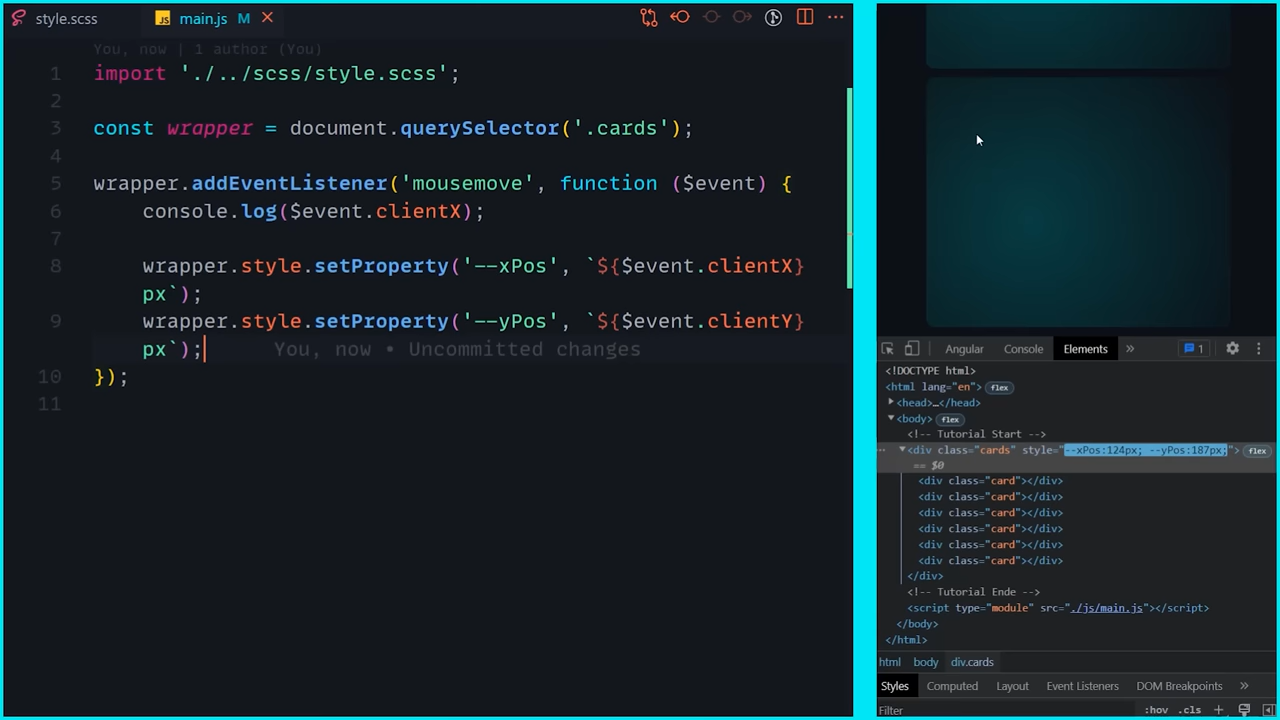 style.scss
JS main.js M
You, now | 1 author (You)
1 import './../scss/style.scss';
2
3 const wrapper = document.querySelector('.cards');
4
5 wrapper.addEventListener('mousemove', function ($event) {
6 console.log($event.clientX);
7
8 wrapper.style.setProperty('--xPos', `${$event.clientX}
px`);
9 wrapper.style.setProperty('--yPos', `${$event.clientY}
px`); You, now • Uncommitted changes
10 });
11
Angular Console Elements » 1
<!DOCTYPE html>
<html lang="en"> flex
<head>…</head>
<body> flex
<!-- Tutorial Start -->
<div class="cards" style="--xPos:124px; --yPos:187px;"> flex
== $0
<div class="card"></div>
<div class="card"></div>
<div class="card"></div>
<div class="card"></div>
<div class="card"></div>
<div class="card"></div>
</div>
<!-- Tutorial Ende -->
<script type="module" src="./js/main.js"></script>
</body>
</html>
html body div.cards
Styles Computed Layout Event Listeners DOM Breakpoints »
Filter :hov .cls +